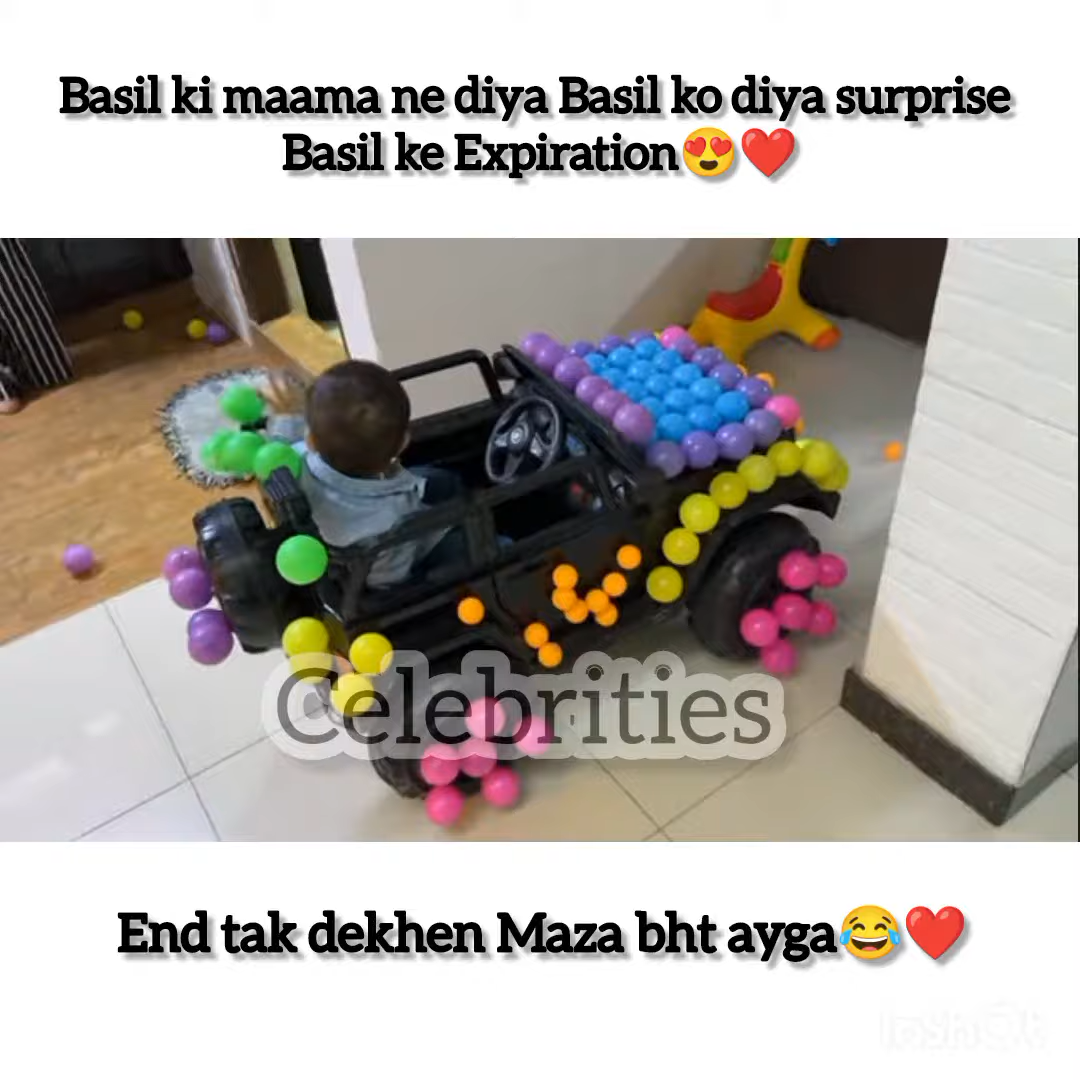 Basil ki maama ne diya Basil ko diya surprise
Basil ke Expiration😍❤️
Celebrities
End tak dekhen Maza bht ayga😂❤️